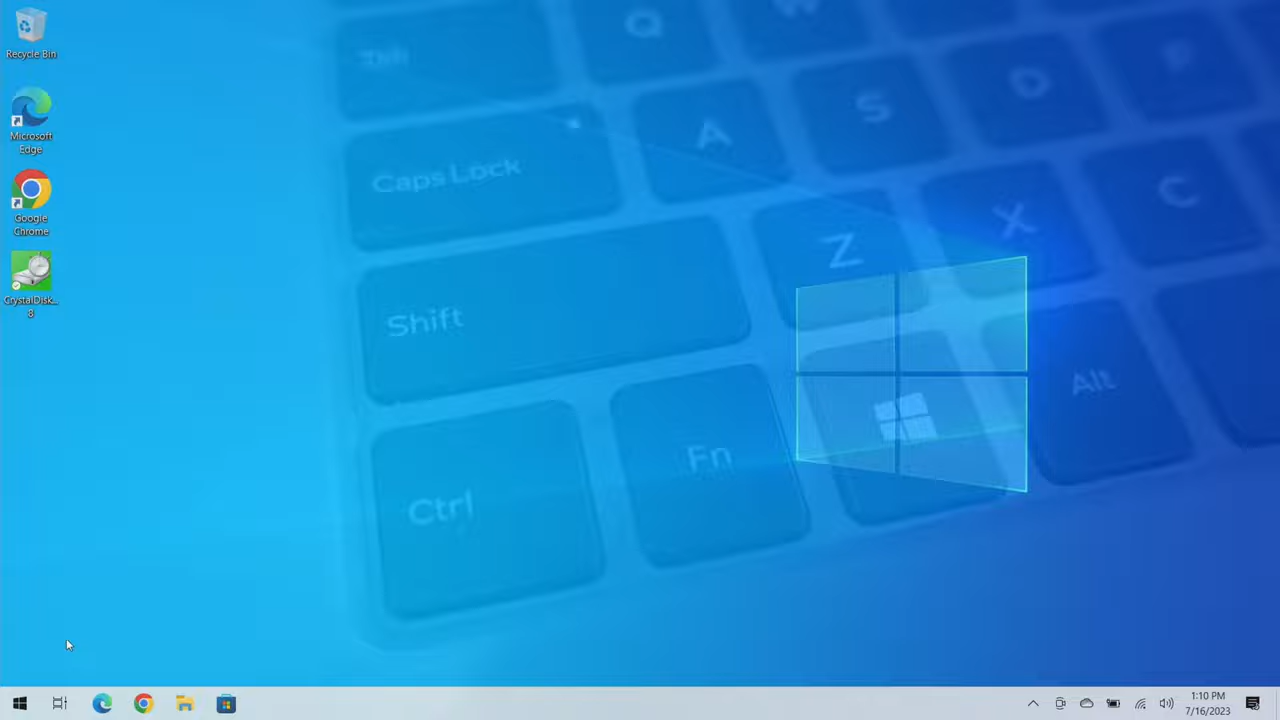 Recycle Bin
Microsoft
Edge
Google
Chrome
CrystalDisk...
8
Tab
Q
W
Caps Lock
A
S
D
F
Shift
Z
X
C
Ctrl
Fn
Alt
1:10 PM
7/16/2023